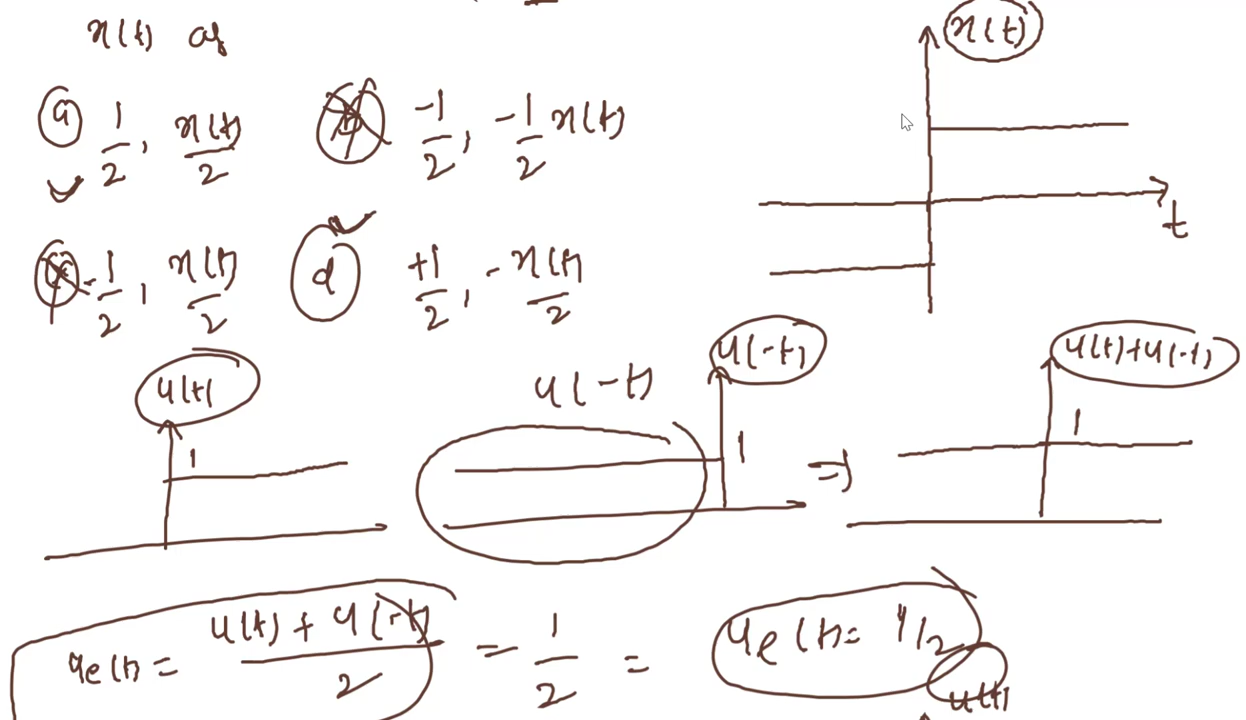 x(t) as
x(t)
(a) 1/2, x(t)/2
(b) -1/2, -1/2 x(t)
t
(c) -1/2, x(t)/2
(d) +1/2, -x(t)/2
u(t)
u(-t)
u(-t)
u(t)+u(-t)
1
1
⇒
1
ue(t) = u(t) + u(-t) / 2 = 1/2 =
ue(t) = 1/2
u(t)